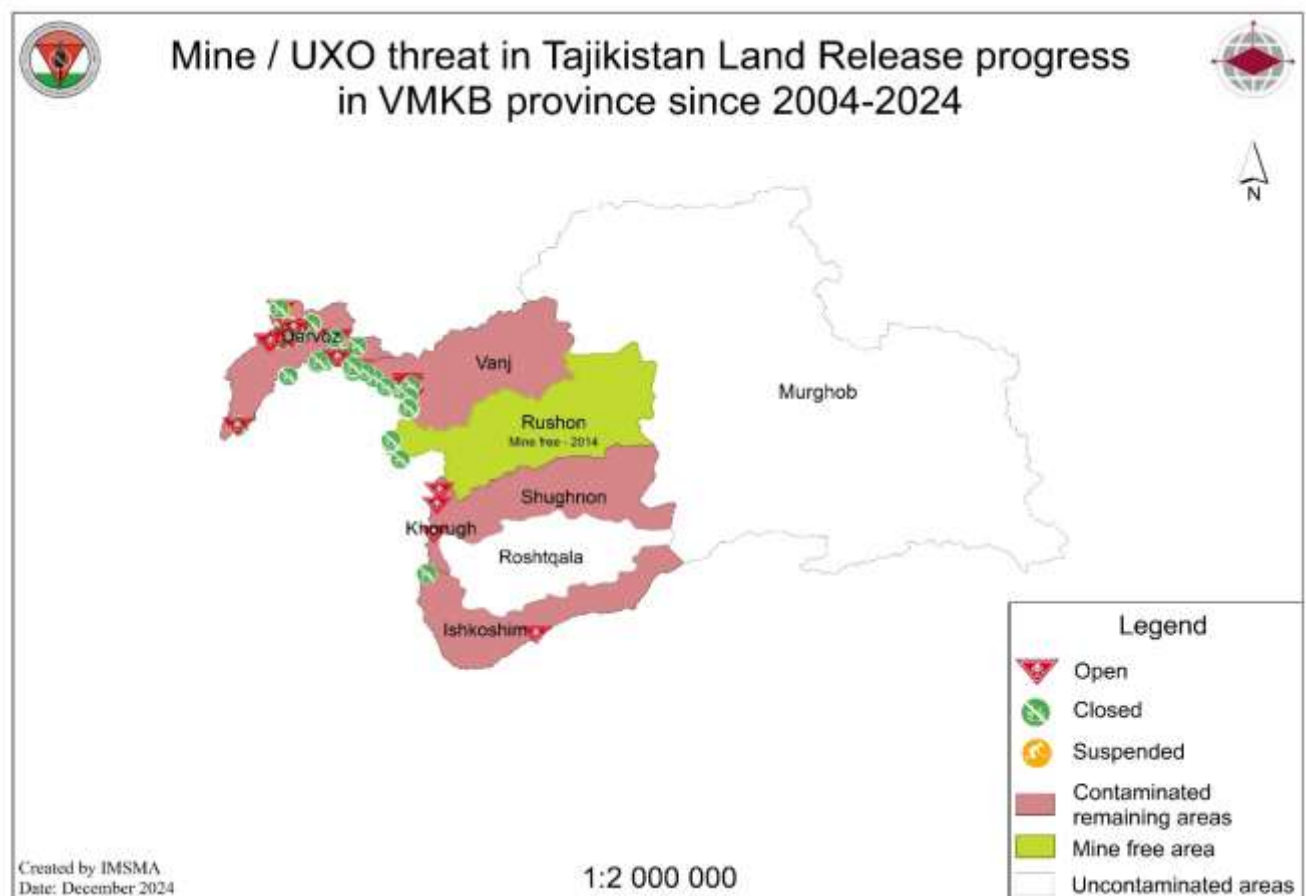 Mine / UXO threat in Tajikistan Land Release progress
in VMKB province since 2004-2024
N
Darvoz
Vanj
Murghob
Rushon
Mine free - 2014
Shughnon
Khorugh
Roshtqala
Ishkoshim
Legend
Open
Closed
Suspended
Contaminated
remaining areas
Mine free area
Uncontaminated areas
Created by IMSMA
Date: December 2024
1:2 000 000